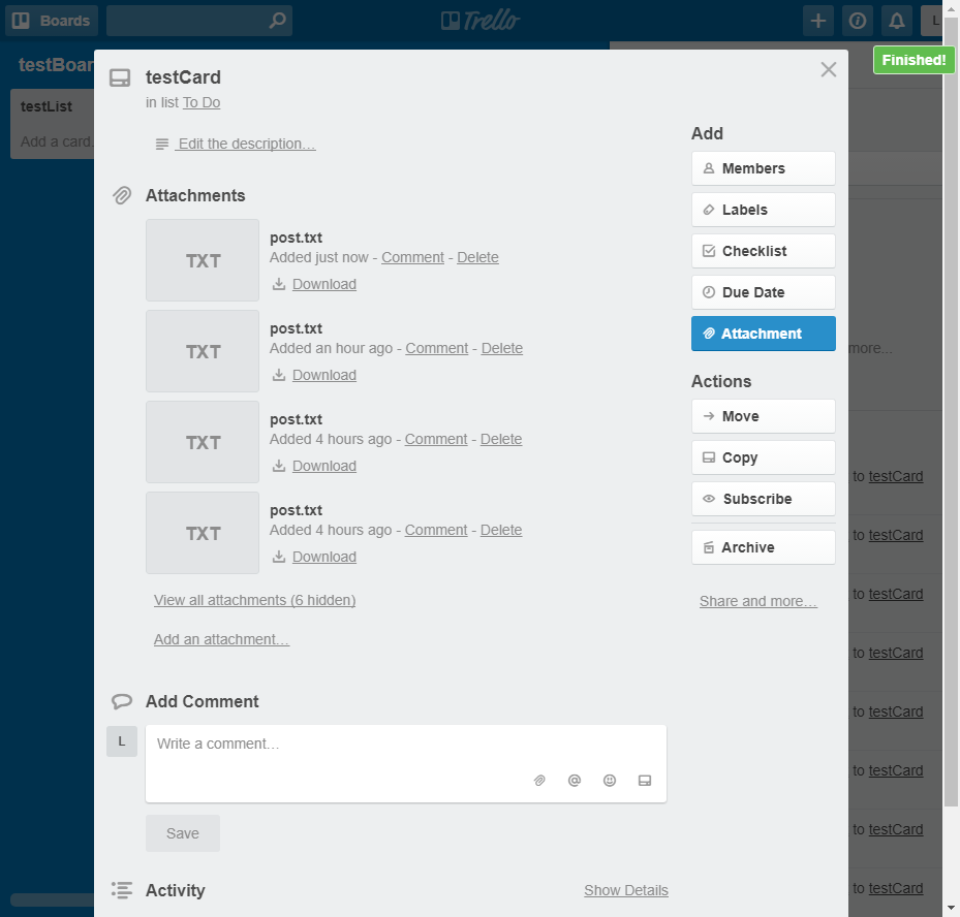 Boards
Trello
L
testBoar
Finished!
testList
Add a card.
testCard
in list To Do
Edit the description…
Attachments
TXT
post.txt
Added just now - Comment - Delete
Download
TXT
post.txt
Added an hour ago - Comment - Delete
Download
TXT
post.txt
Added 4 hours ago - Comment - Delete
Download
TXT
post.txt
Added 4 hours ago - Comment - Delete
Download
View all attachments (6 hidden)
Add an attachment…
Add Comment
L
Write a comment…
Save
Activity
Show Details
Add
Members
Labels
Checklist
Due Date
Attachment
Actions
Move
Copy
Subscribe
Archive
Share and more…
more...
to testCard
to testCard
to testCard
to testCard
to testCard
to testCard
to testCard
to testCard